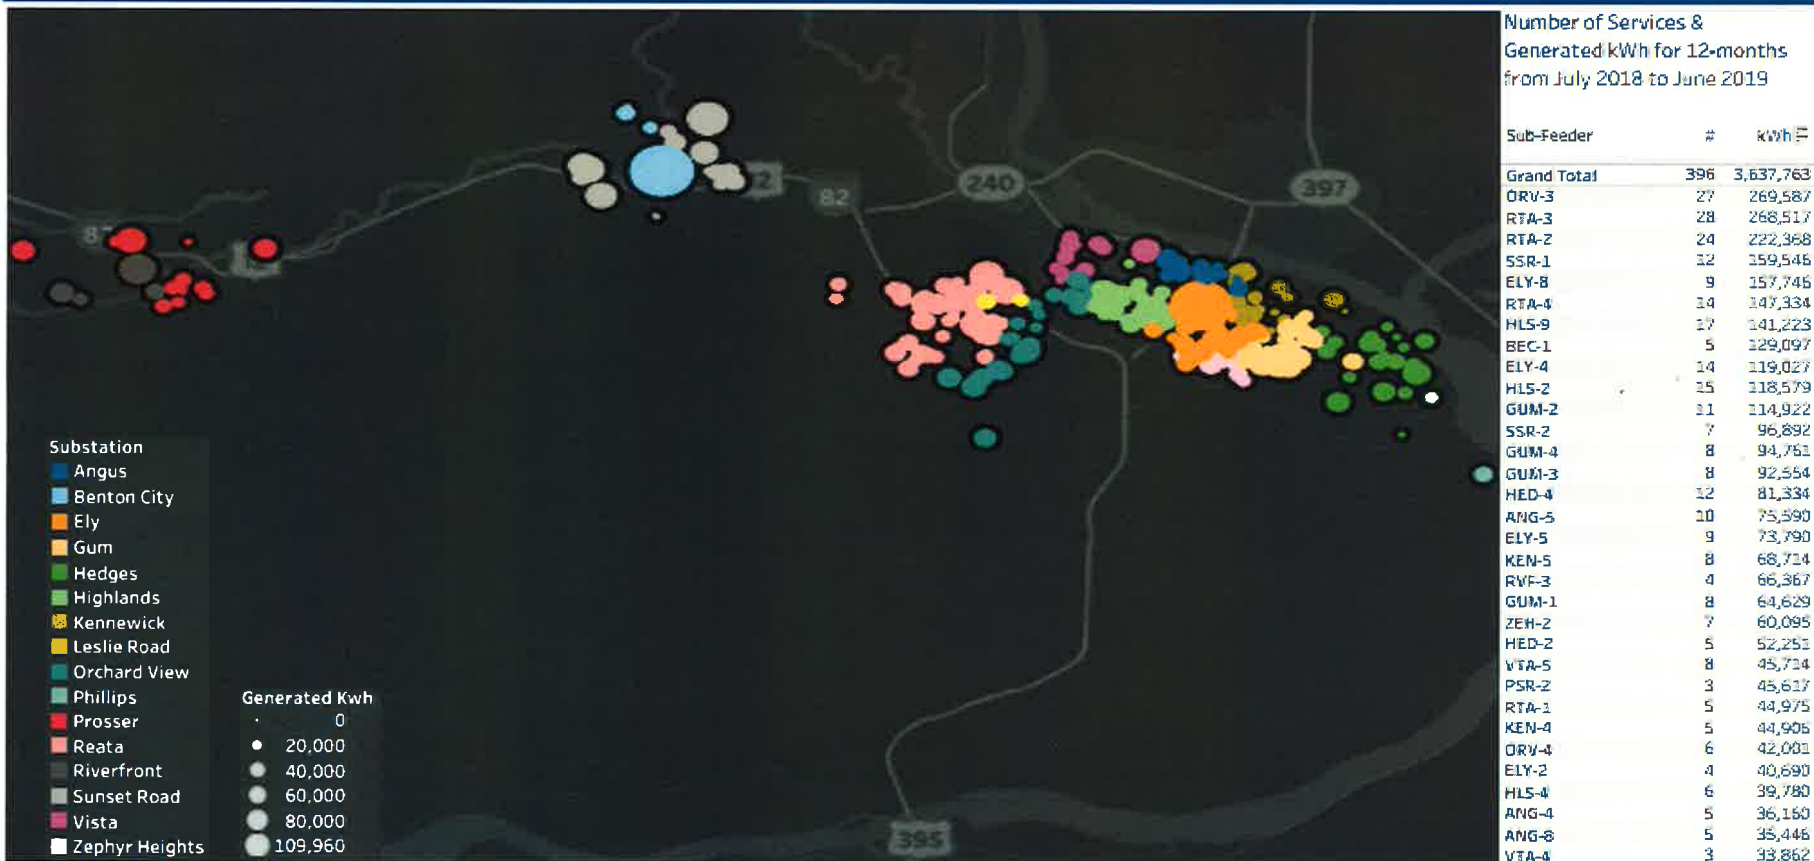 Number of Services &
Generated kWh for 12-months
from July 2018 to June 2019
Sub-Feeder # kWh
Grand Total 396 3,637,763
ORV-3 27 269,587
RTA-3 28 268,517
RTA-2 24 222,368
SSR-1 12 159,546
ELY-8 9 157,746
RTA-4 14 147,334
HLS-9 17 141,223
BEC-1 5 129,097
ELY-4 14 119,027
HLS-2 15 118,579
GUM-2 11 114,922
SSR-2 7 96,892
GUM-4 8 94,761
GUM-3 8 92,554
HED-4 12 81,334
ANG-5 10 75,590
ELY-5 9 73,790
KEN-5 8 68,714
RVF-3 4 66,367
GUM-1 8 64,629
ZEH-2 7 60,095
HED-2 5 52,251
VTA-5 8 45,714
PSR-2 3 45,617
RTA-1 5 44,975
KEN-4 5 44,906
ORV-4 6 42,001
ELY-2 4 40,690
HLS-4 6 39,780
ANG-4 5 36,160
ANG-8 5 35,446
VTA-4 3 33,862
82
240
397
395
Substation
Angus
Benton City
Ely
Gum
Hedges
Highlands
Kennewick
Leslie Road
Orchard View
Phillips
Prosser
Reata
Riverfront
Sunset Road
Vista
Zephyr Heights
Generated Kwh
0
20,000
40,000
60,000
80,000
109,960